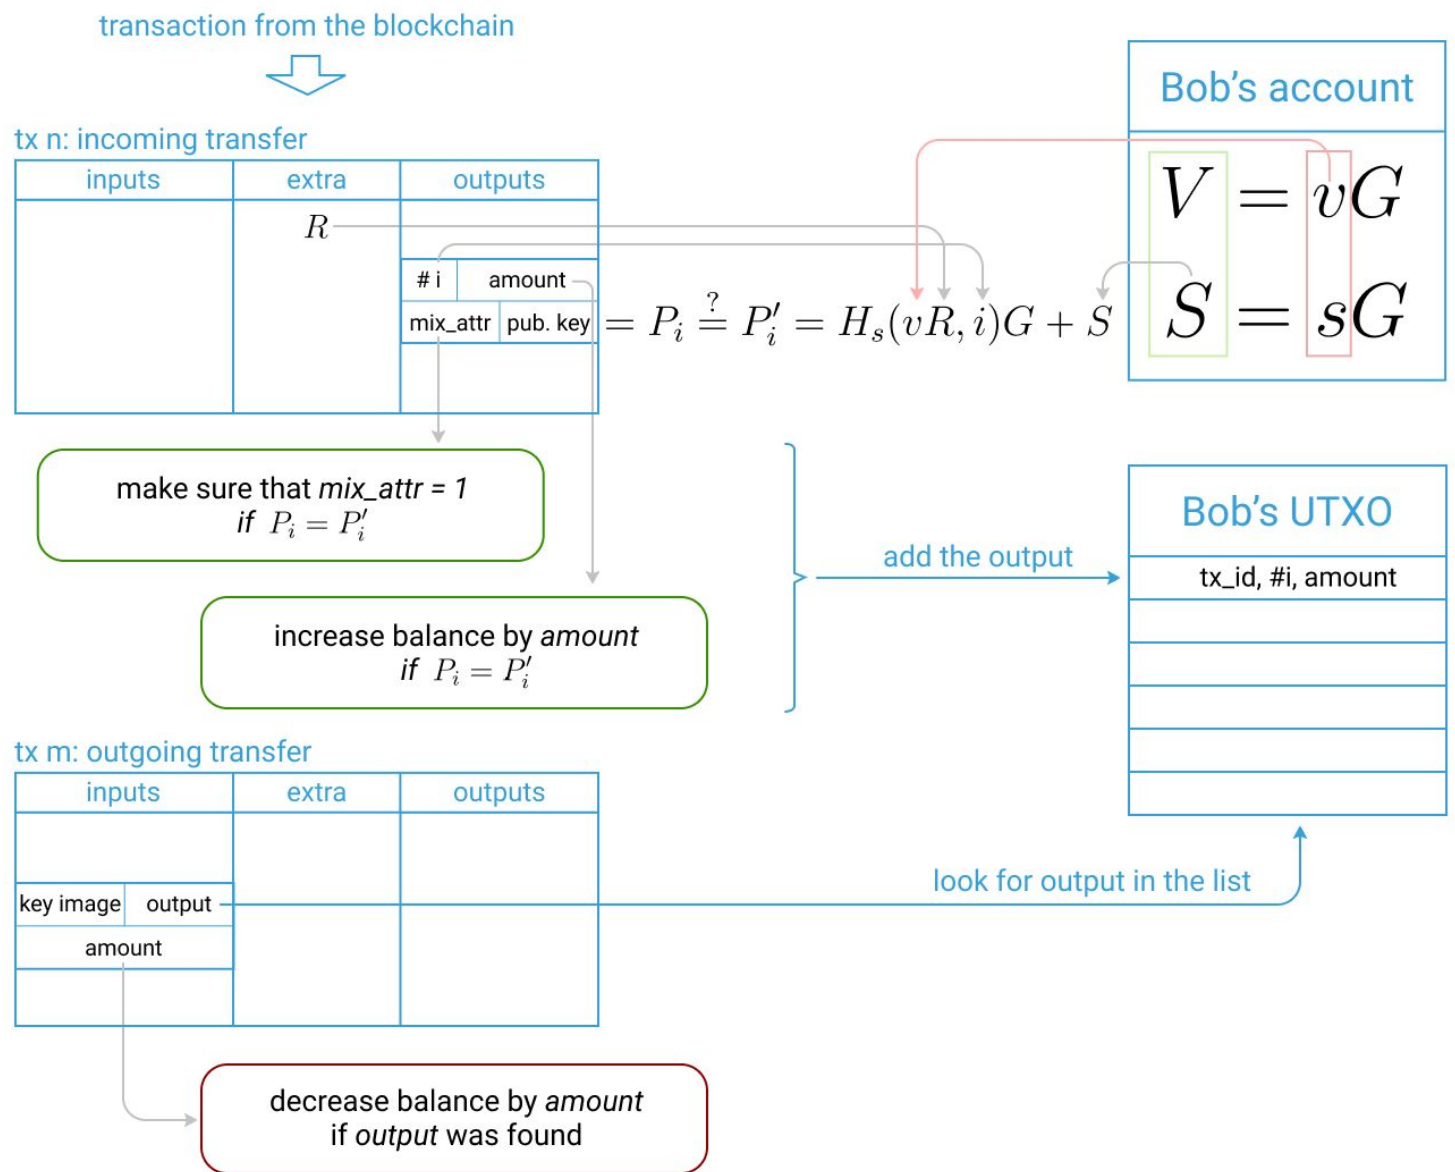 transaction from the blockchain
Bob’s account
tx n: incoming transfer
inputs extra outputs
V = vG
R
# i amount
mix_attr pub. key = P_i ≟ P'_i = H_s(vR, i)G + S
S = sG
make sure that mix_attr = 1
if P_i = P'_i
Bob’s UTXO
add the output
tx_id, #i, amount
increase balance by amount
if P_i = P'_i
tx m: outgoing transfer
inputs extra outputs
look for output in the list
key image output
amount
decrease balance by amount
if output was found